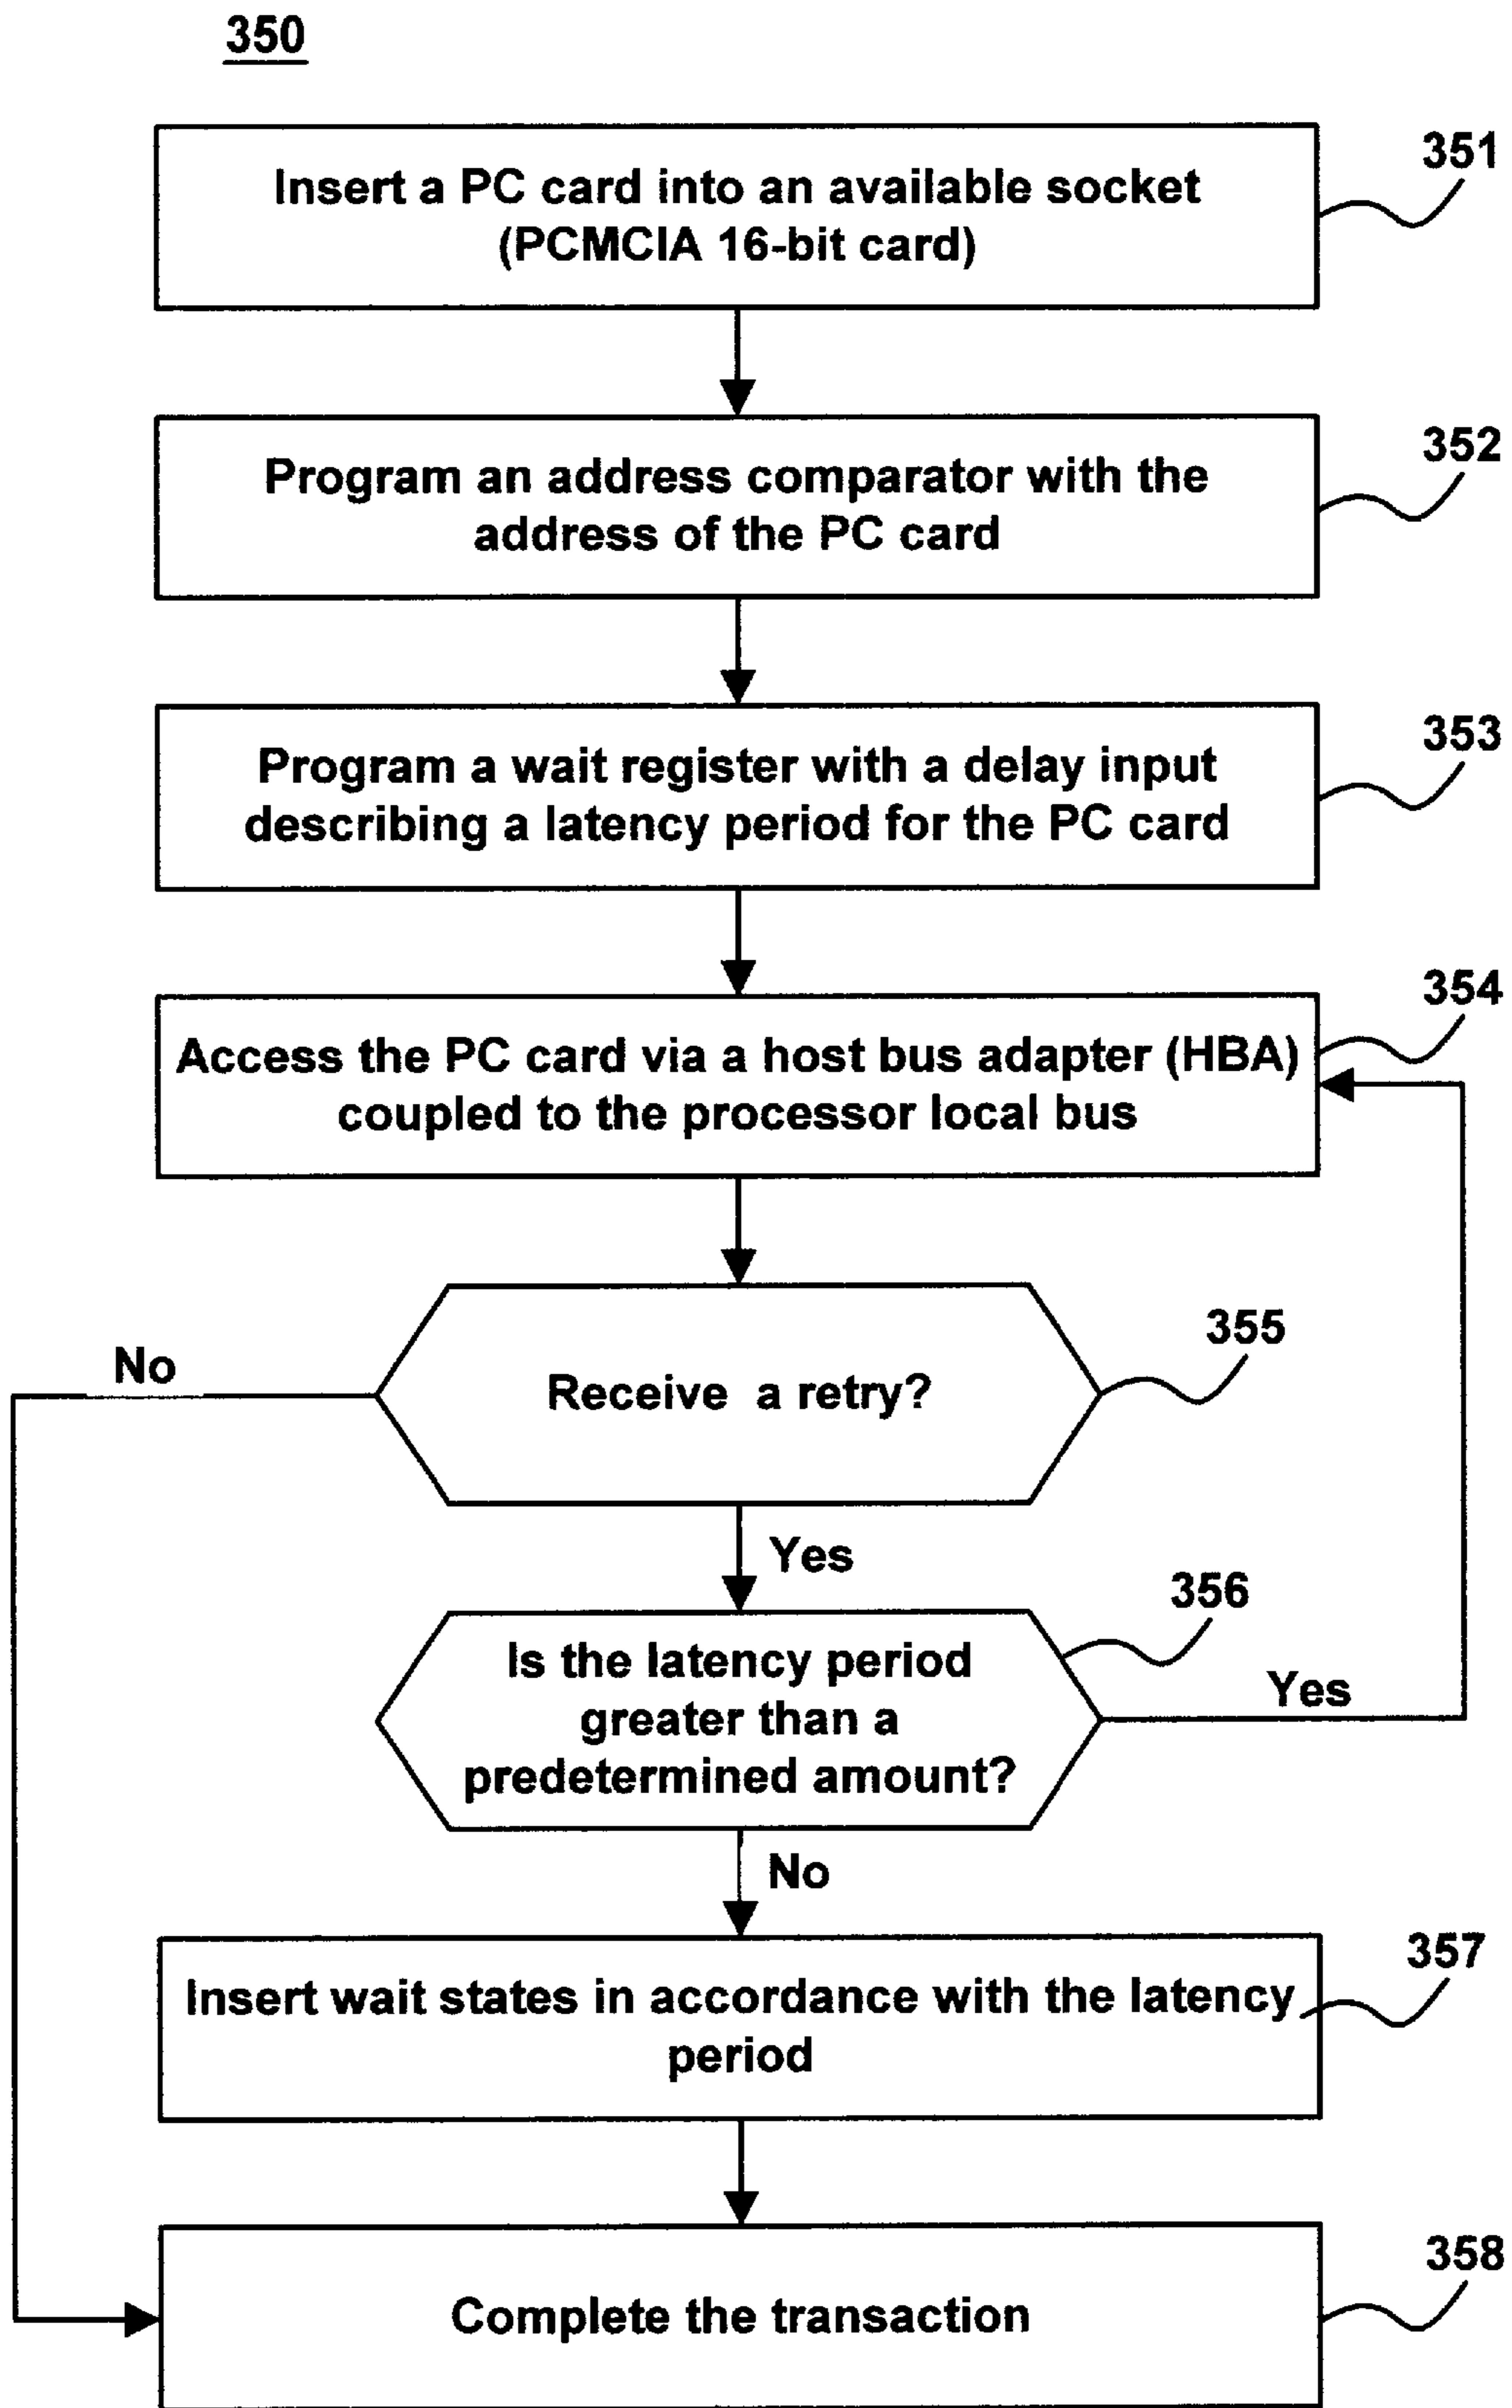 350
351
Insert a PC card into an available socket
(PCMCIA 16-bit card)
352
Program an address comparator with the
address of the PC card
353
Program a wait register with a delay input
describing a latency period for the PC card
354
Access the PC card via a host bus adapter (HBA)
coupled to the processor local bus
355
No
Receive a retry?
Yes
356
Is the latency period
greater than a
predetermined amount?
Yes
No
357
Insert wait states in accordance with the latency
period
358
Complete the transaction